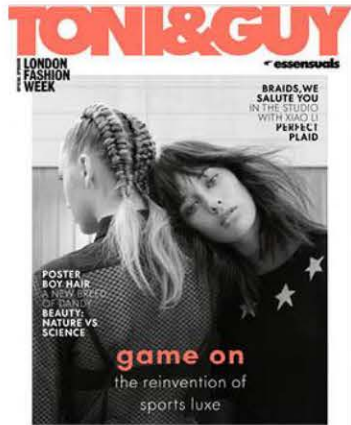 TONI&GUY
essensuals
LONDON
FASHION
WEEK
BRAIDS, WE
SALUTE YOU
IN THE STUDIO
WITH XIAO LI
PERFECT
PLAID
POSTER
BOY HAIR
A NEW BREED
OF DANDY
BEAUTY:
NATURE VS
SCIENCE
game on
the reinvention of
sports luxe